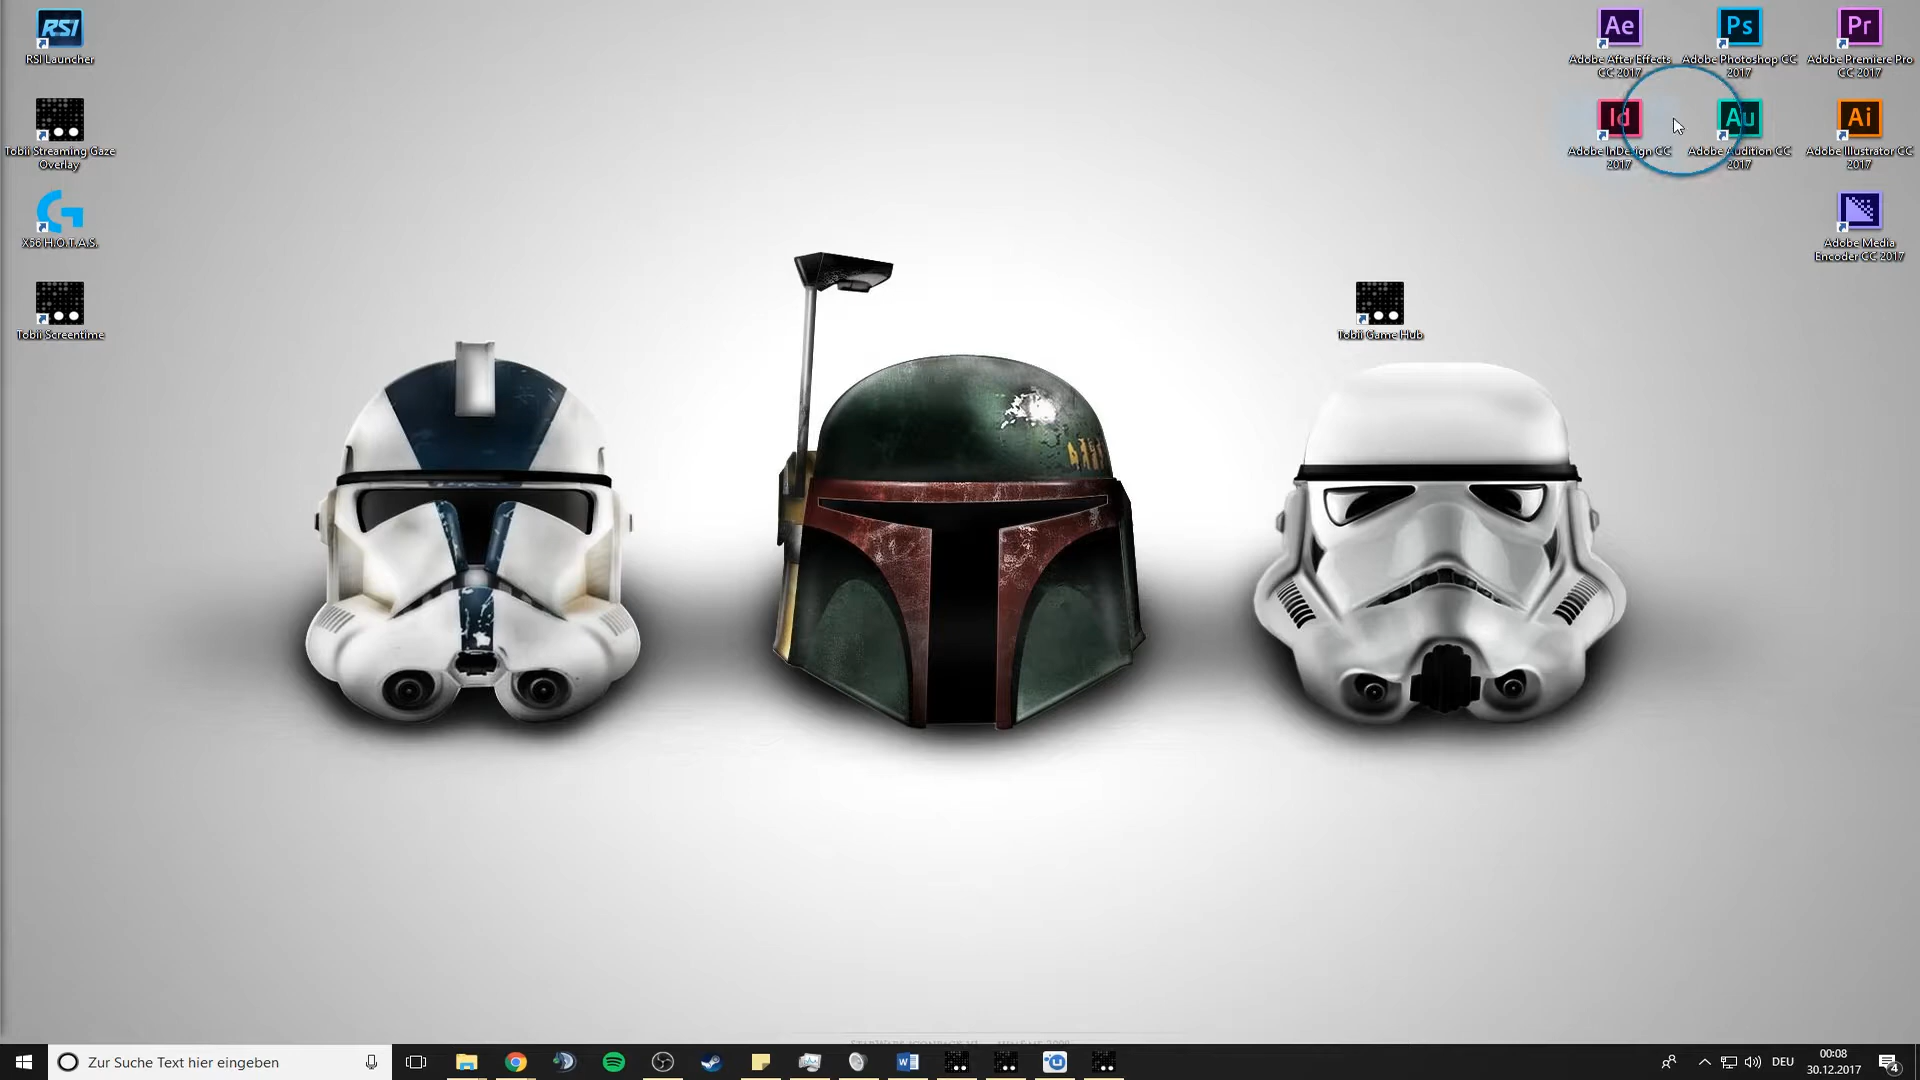 RSI
RSI Launcher
Tobii Streaming Gaze
Overlay
X56 H.O.T.A.S.
Tobii Screentime
Ae
Adobe After Effects
CC 2017
Ps
Adobe Photoshop CC
2017
Pr
Adobe Premiere Pro
CC 2017
Id
Adobe InDesign CC
2017
Au
Adobe Audition CC
2017
Ai
Adobe Illustrator CC
2017
Adobe Media
Encoder CC 2017
Tobii Game Hub
Zur Suche Text hier eingeben
DEU
00:08
30.12.2017
4